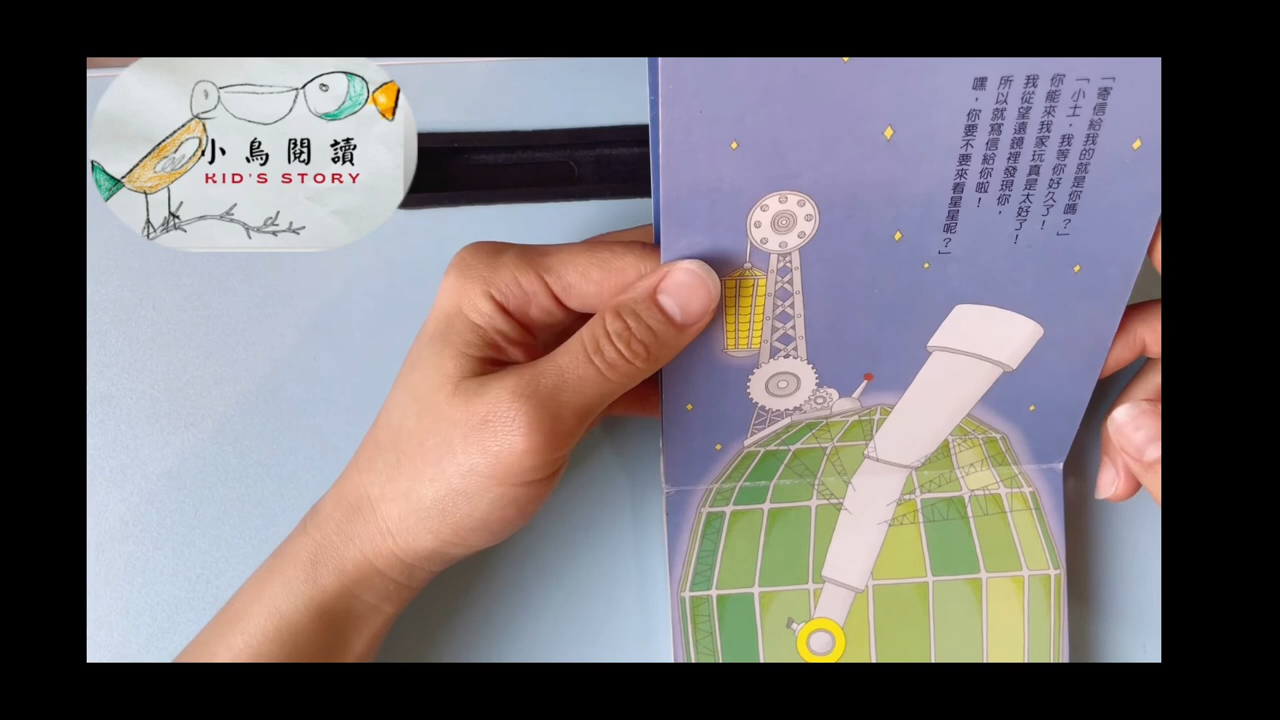 小鳥閱讀
KID'S STORY
「寄信給我的就是你嗎？」
「小土，我等你好久了！
你能來我家玩真是太好了！
我從望遠鏡裡發現你，
所以就寫信給你啦！
嘿，你要不要來看星星呢？」